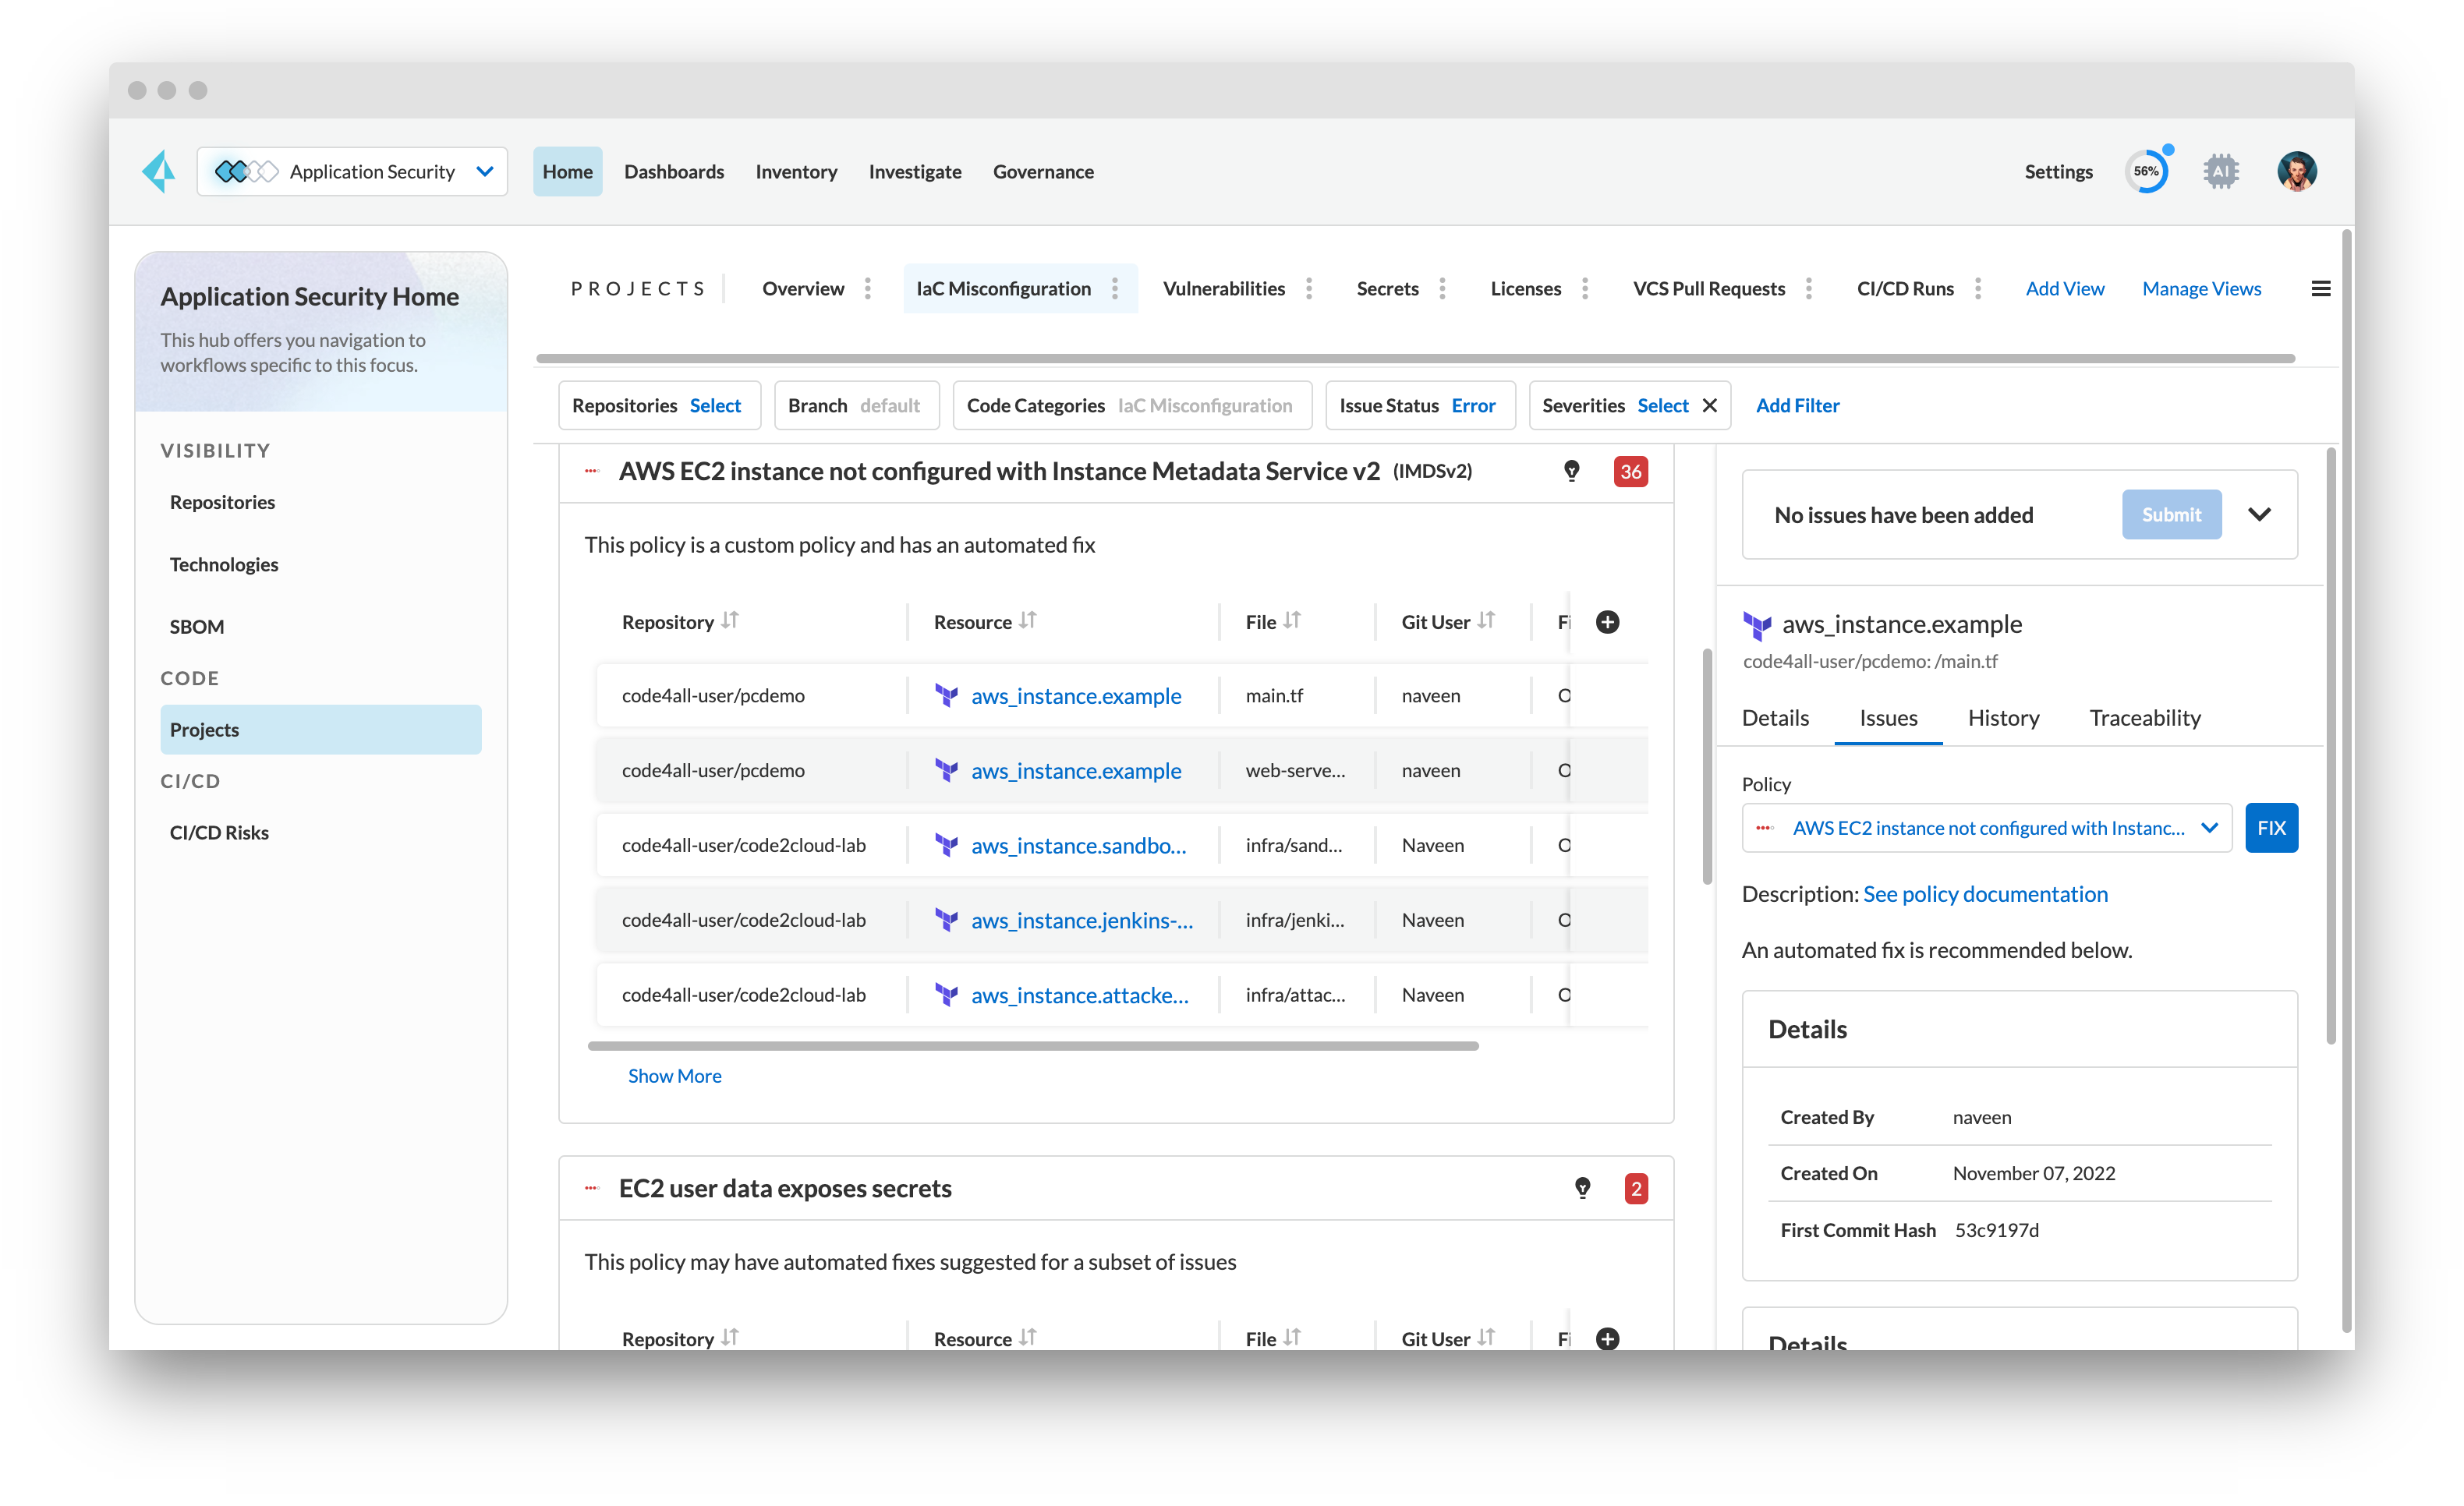 Application Security
Home
Dashboards
Inventory
Investigate
Governance
Settings
56%
AI
Application Security Home
This hub offers you navigation to
workflows specific to this focus.
VISIBILITY
Repositories
Technologies
SBOM
CODE
Projects
CI/CD
CI/CD Risks
PROJECTS
Overview
IaC Misconfiguration
Vulnerabilities
Secrets
Licenses
VCS Pull Requests
CI/CD Runs
Add View
Manage Views
Repositories Select
Branch default
Code Categories IaC Misconfiguration
Issue Status Error
Severities Select
Add Filter
AWS EC2 instance not configured with Instance Metadata Service v2 (IMDSv2)
36
This policy is a custom policy and has an automated fix
Repository Resource File Git User
code4all-user/pcdemo aws_instance.example main.tf naveen
code4all-user/pcdemo aws_instance.example web-serve... naveen
code4all-user/code2cloud-lab aws_instance.sandbo... infra/sand... Naveen
code4all-user/code2cloud-lab aws_instance.jenkins-... infra/jenki... Naveen
code4all-user/code2cloud-lab aws_instance.attacke... infra/attac... Naveen
Show More
EC2 user data exposes secrets
2
This policy may have automated fixes suggested for a subset of issues
Repository Resource File Git User
No issues have been added
Submit
aws_instance.example
code4all-user/pcdemo: /main.tf
Details
Issues
History
Traceability
Policy
AWS EC2 instance not configured with Instanc...
FIX
Description: See policy documentation
An automated fix is recommended below.
Details
Created By naveen
Created On November 07, 2022
First Commit Hash 53c9197d
Details